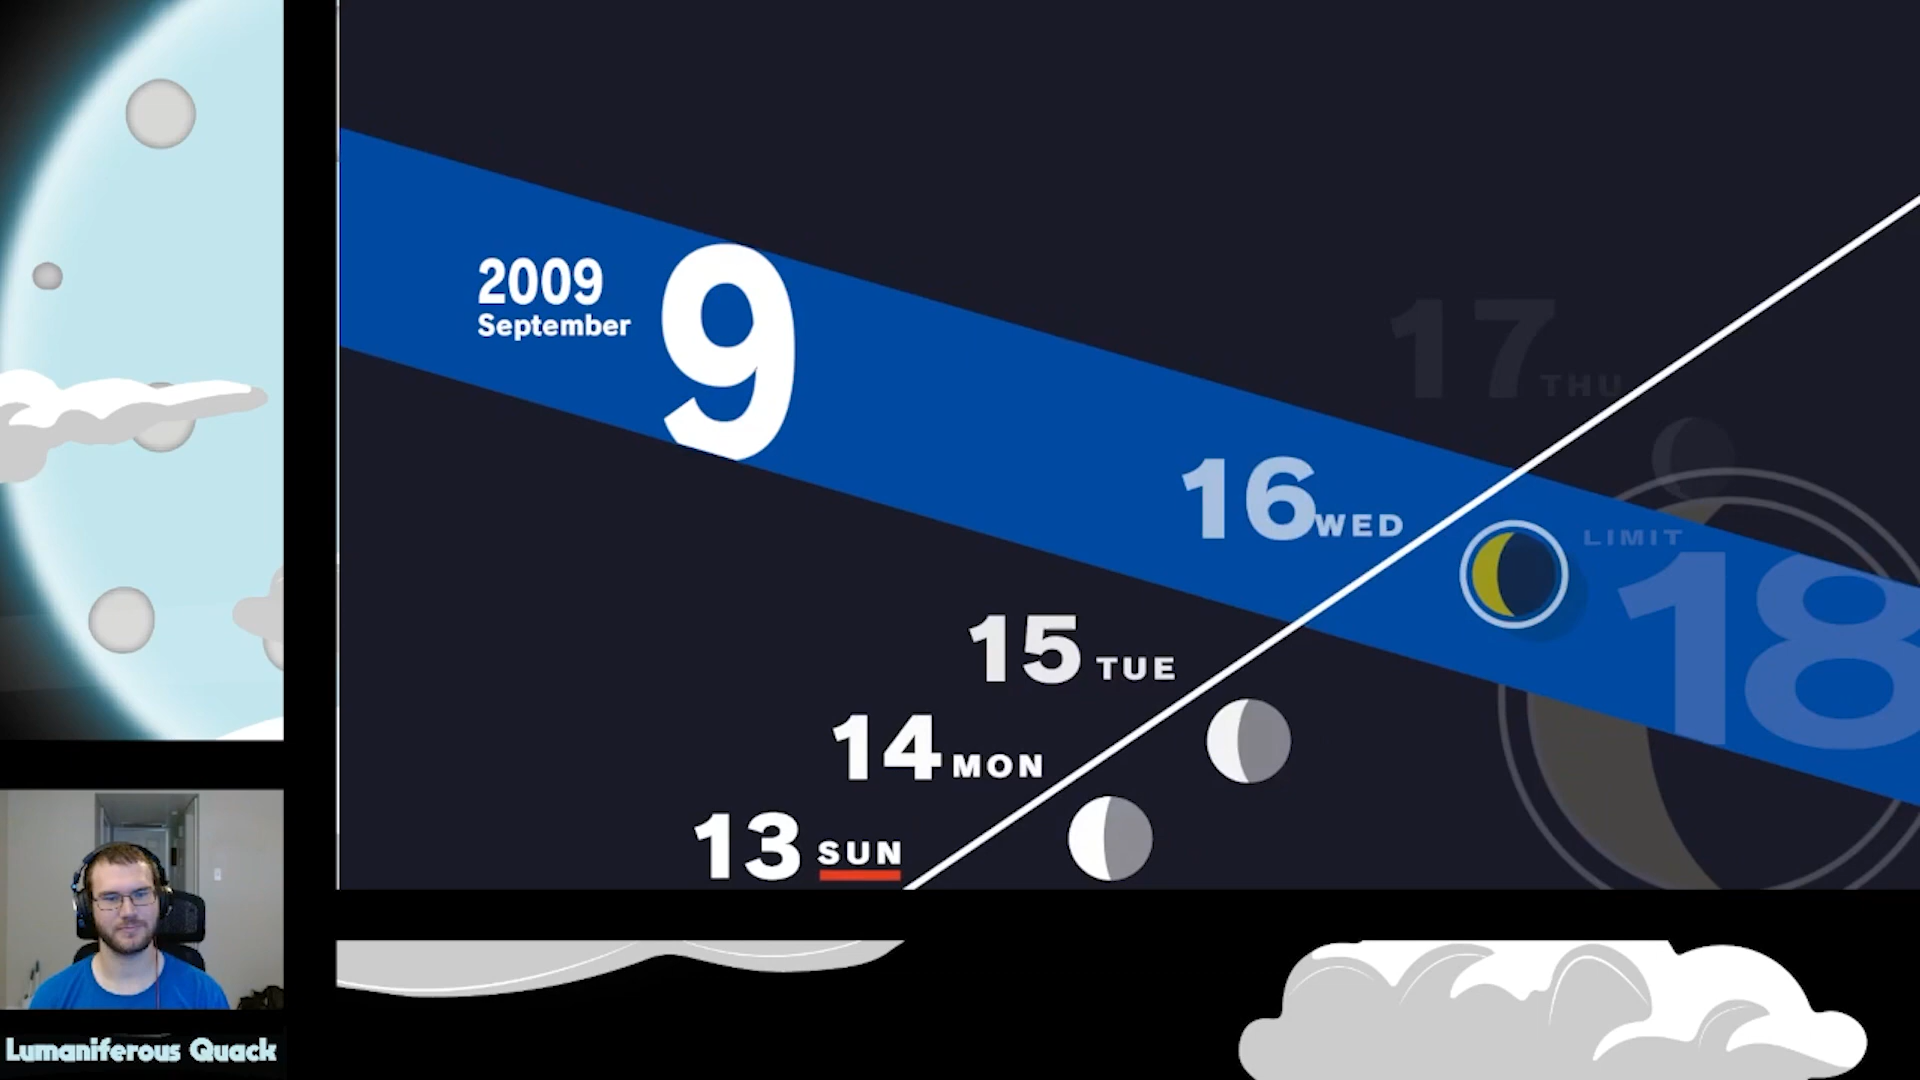 2009
September
9
17 THU
16 WED
LIMIT
18
15 TUE
14 MON
13 SUN
Lumaniferous Quack